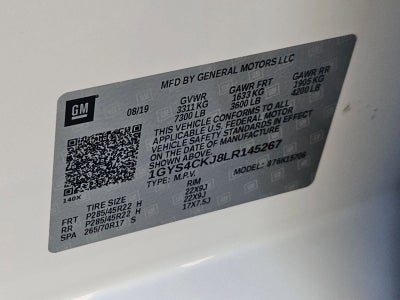 GM
MFD BY GENERAL MOTORS LLC
08/19 GVWR GAWR FRT GAWR RR
3311 KG 1633 KG 1905 KG
7300 LB 3600 LB 4200 LB
THIS VEHICLE CONFORMS TO ALL
APPLICABLE U.S. FEDERAL MOTOR
VEHICLE SAFETY STANDARDS IN EFFECT
ON THE DATE OF MANUFACTURE
SHOWN ABOVE
1GYS4CKJ8LR145267
TYPE: M.P.V. MODEL:
140X
TIRE SIZE RIM
FRT P285/45R22 H 22X9J
RR P285/45R22 H 22X9J
SPA 265/70R17 S 17X7.5J